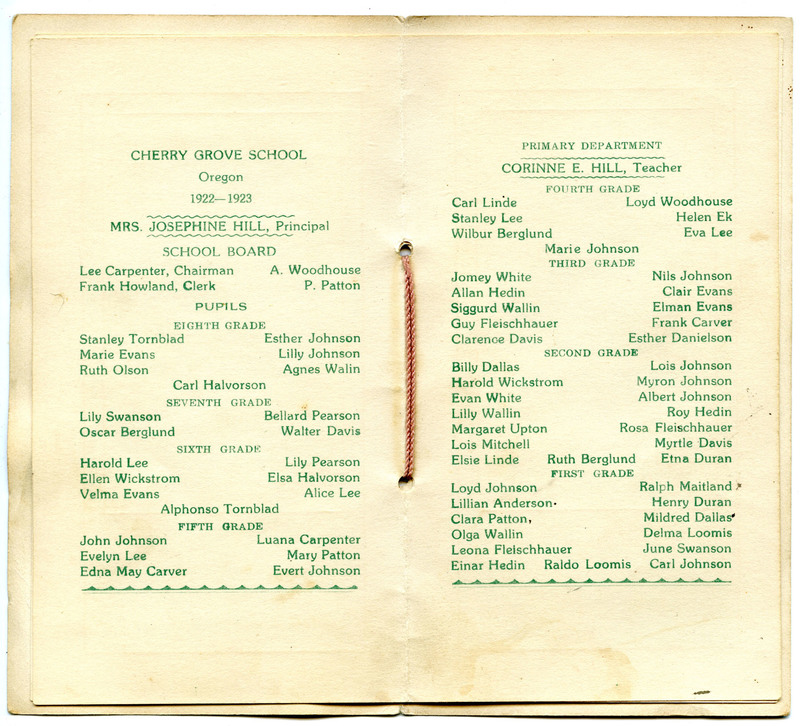 CHERRY GROVE SCHOOL
Oregon
1922—1923
MRS. JOSEPHINE HILL, Principal
SCHOOL BOARD
Lee Carpenter, Chairman A. Woodhouse
Frank Howland, Clerk P. Patton
PUPILS
EIGHTH GRADE
Stanley Tornblad Esther Johnson
Marie Evans Lilly Johnson
Ruth Olson Agnes Walin
Carl Halvorson
SEVENTH GRADE
Lily Swanson Bellard Pearson
Oscar Berglund Walter Davis
SIXTH GRADE
Harold Lee Lily Pearson
Ellen Wickstrom Elsa Halvorson
Velma Evans Alice Lee
Alphonso Tornblad
FIFTH GRADE
John Johnson Luana Carpenter
Evelyn Lee Mary Patton
Edna May Carver Evert Johnson
PRIMARY DEPARTMENT
CORINNE E. HILL, Teacher
FOURTH GRADE
Carl Linde Loyd Woodhouse
Stanley Lee Helen Ek
Wilbur Berglund Eva Lee
Marie Johnson
THIRD GRADE
Jomey White Nils Johnson
Allan Hedin Clair Evans
Siggurd Wallin Elman Evans
Guy Fleischhauer Frank Carver
Clarence Davis Esther Danielson
SECOND GRADE
Billy Dallas Lois Johnson
Harold Wickstrom Myron Johnson
Evan White Albert Johnson
Lilly Wallin Roy Hedin
Margaret Upton Rosa Fleischhauer
Lois Mitchell Myrtle Davis
Elsie Linde Ruth Berglund Etna Duran
FIRST GRADE
Loyd Johnson Ralph Maitland
Lillian Anderson Henry Duran
Clara Patton, Mildred Dallas
Olga Wallin Delma Loomis
Leona Fleischhauer June Swanson
Einar Hedin Raldo Loomis Carl Johnson